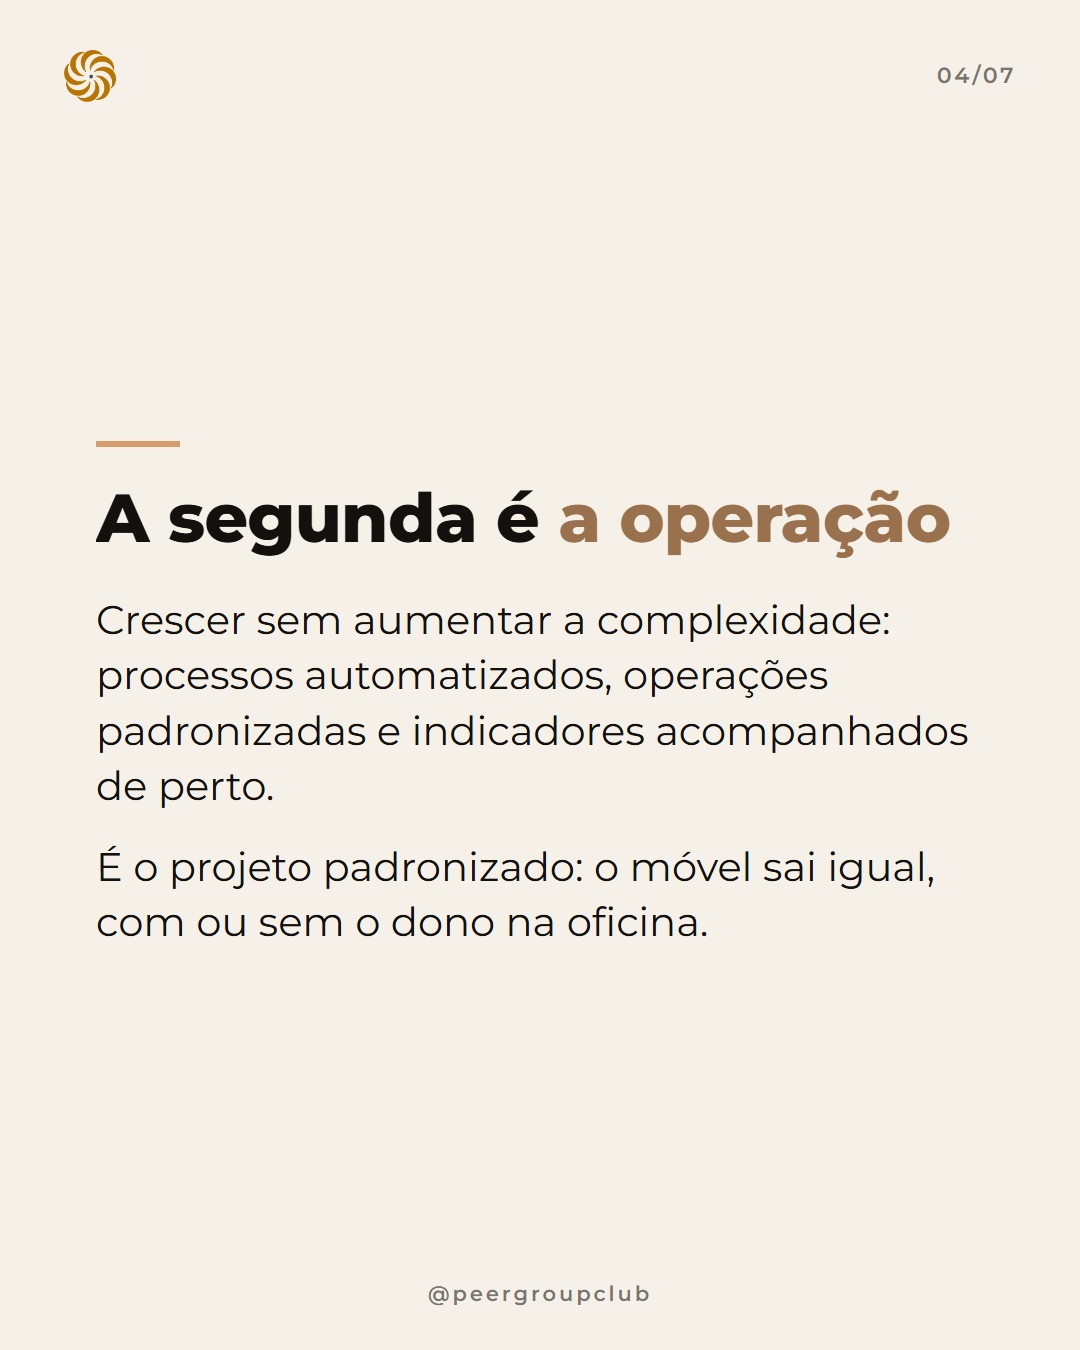 04/07
A segunda é a operação
Crescer sem aumentar a complexidade:
processos automatizados, operações
padronizadas e indicadores acompanhados
de perto.
É o projeto padronizado: o móvel sai igual,
com ou sem o dono na oficina.
@peergroupclub